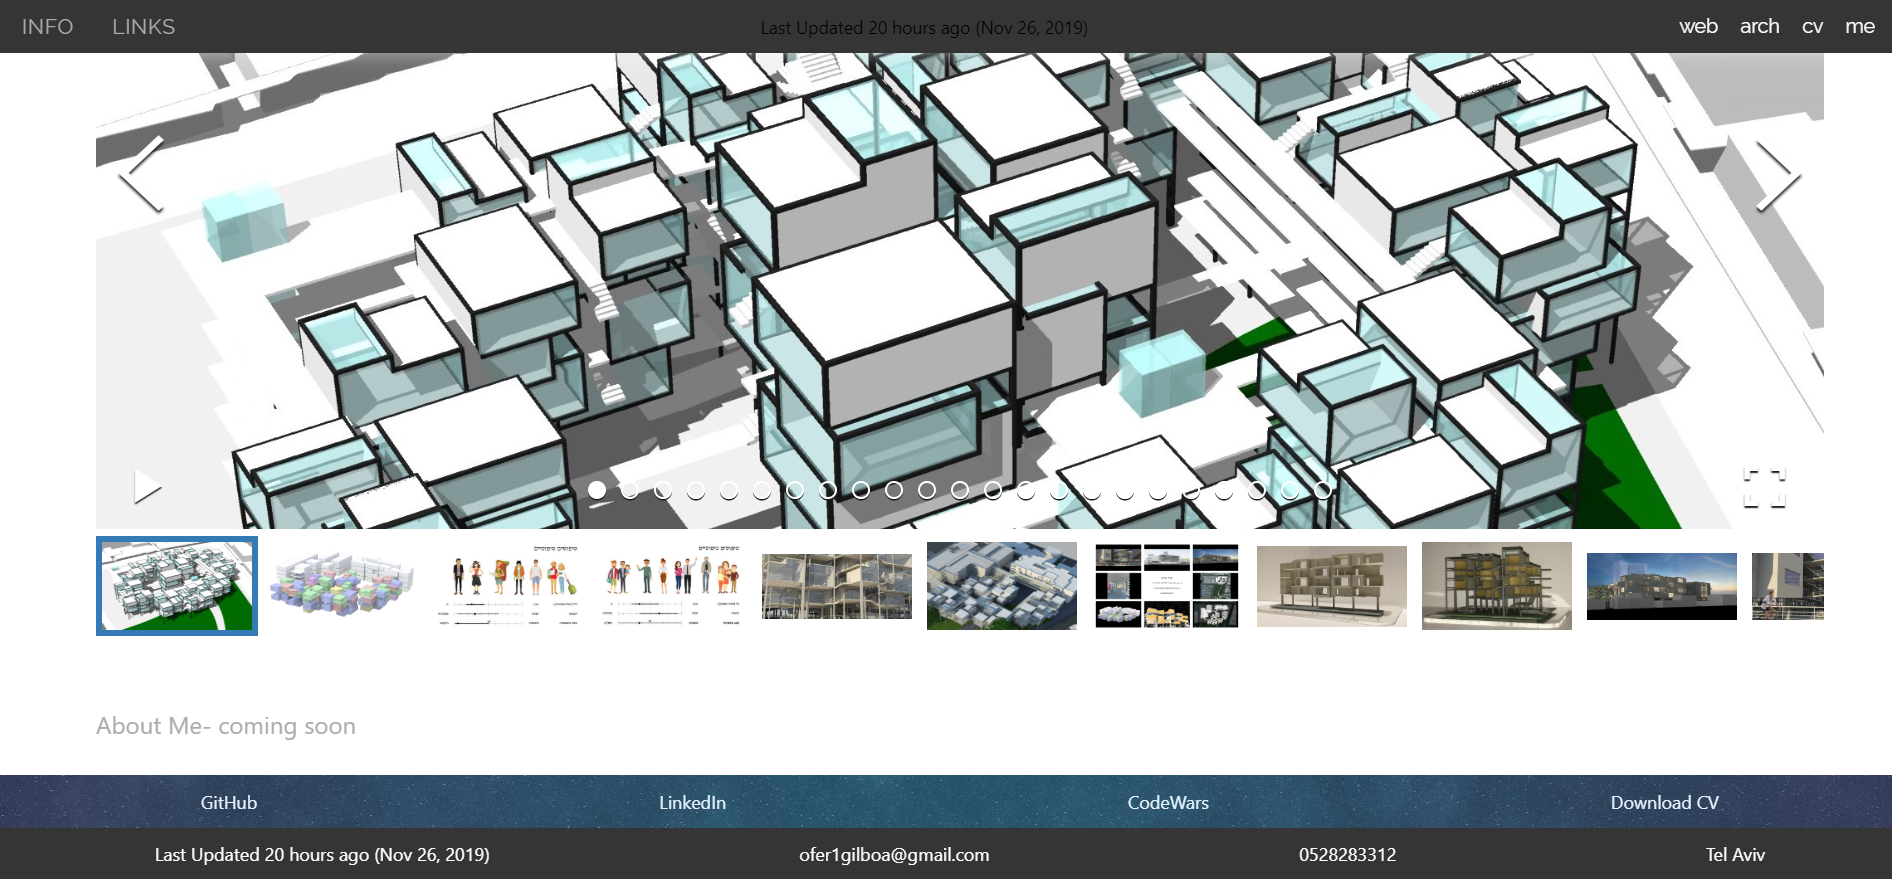 INFO LINKS Last Updated 20 hours ago (Nov 26, 2019) web arch cv me
About Me- coming soon
GitHub LinkedIn CodeWars Download CV
Last Updated 20 hours ago (Nov 26, 2019) ofer1gilboa@gmail.com 0528283312 Tel Aviv